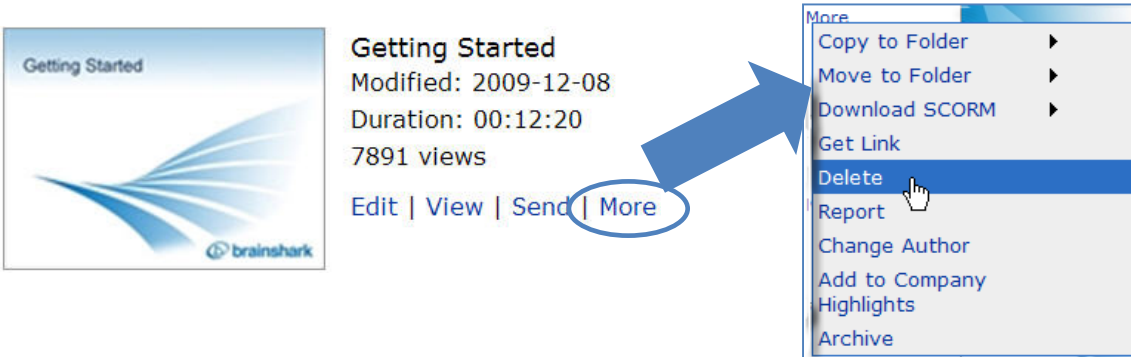 Getting Started
brainshark
Getting Started
Modified: 2009-12-08
Duration: 00:12:20
7891 views
Edit | View | Send | More
More
Copy to Folder
Move to Folder
Download SCORM
Get Link
Delete
Report
Change Author
Add to Company
Highlights
Archive